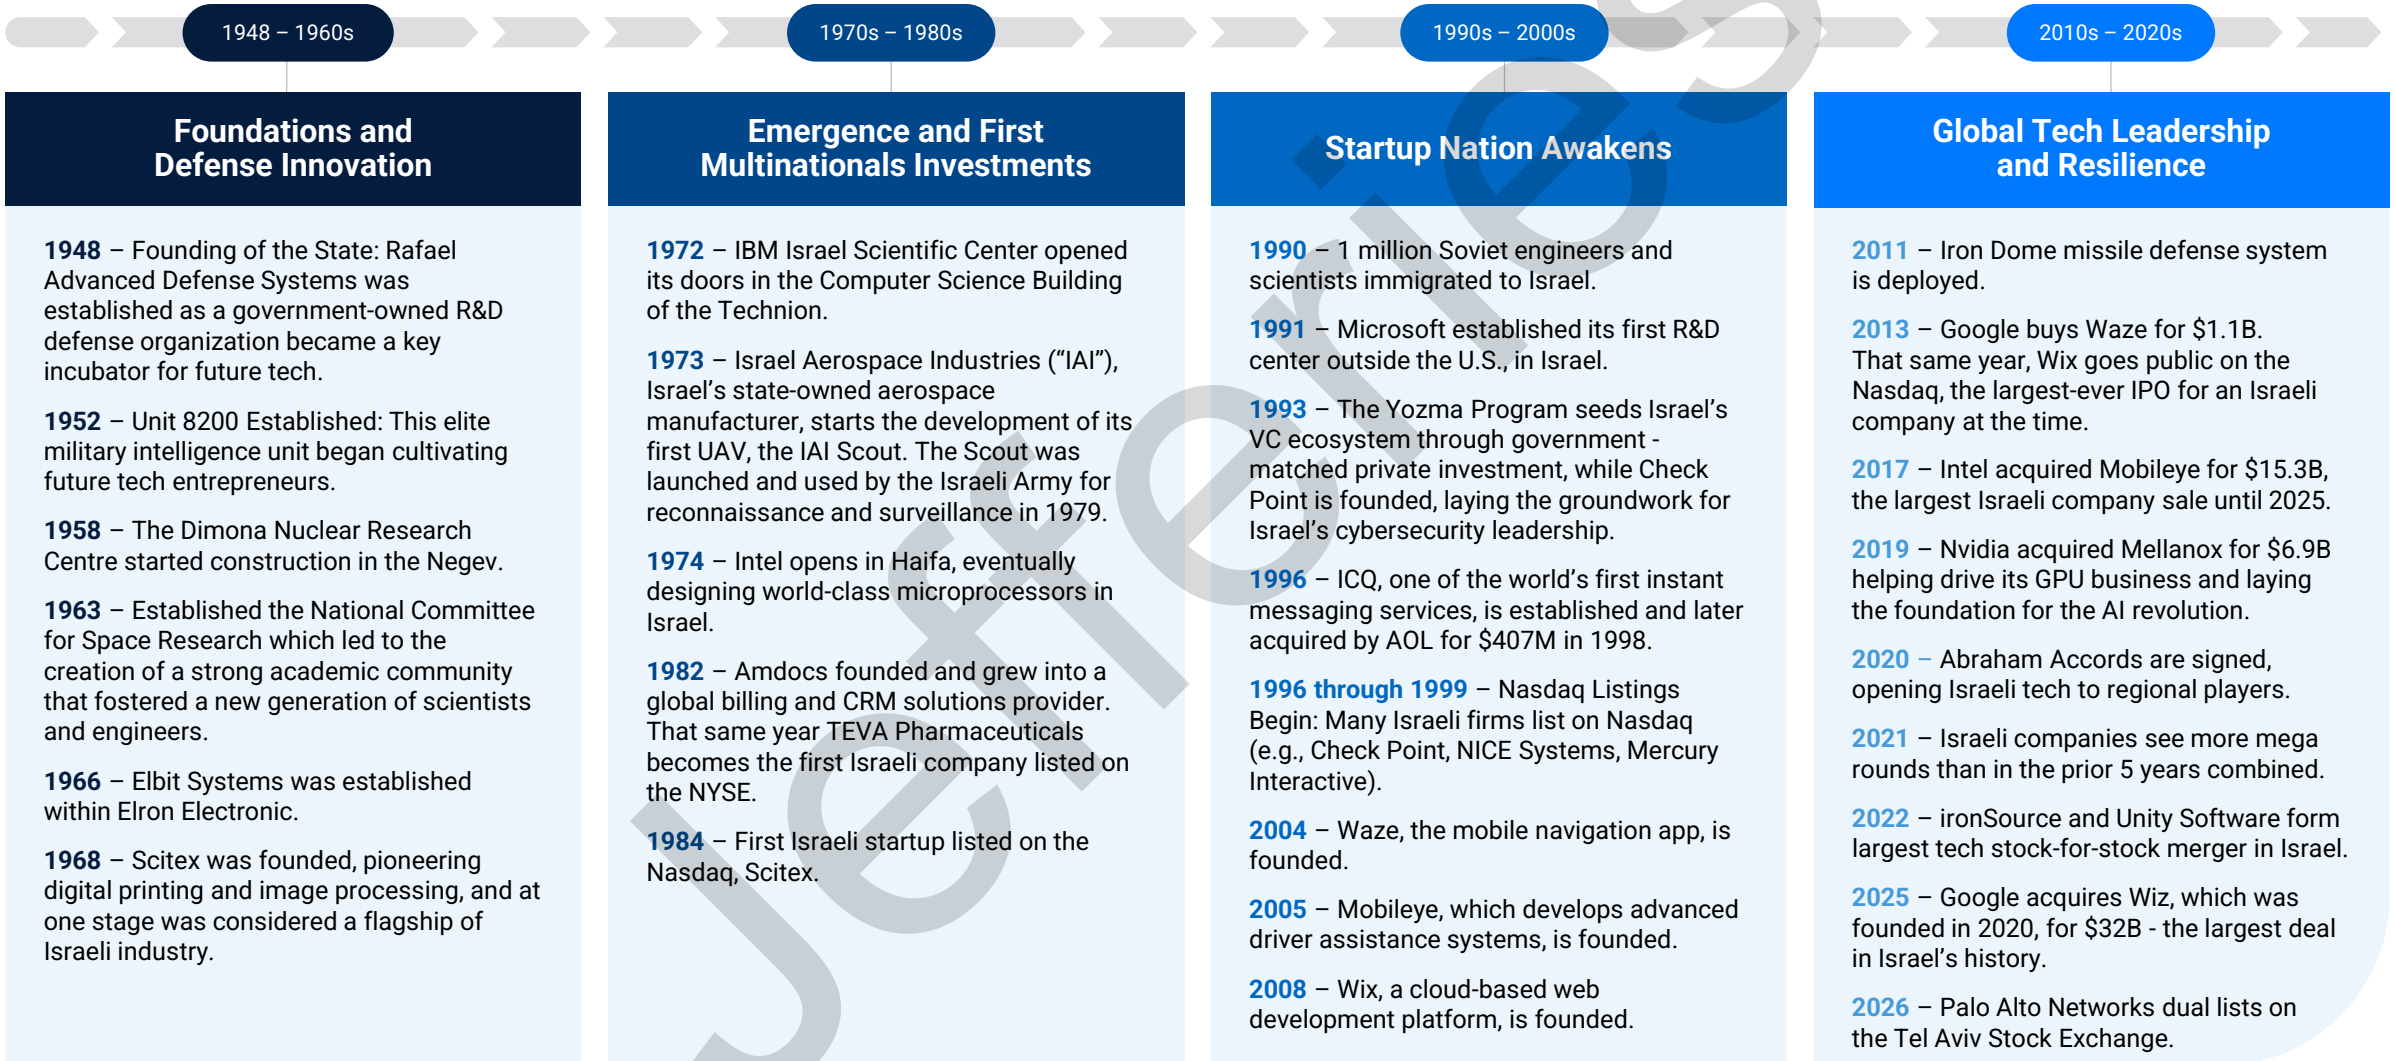 1948 – 1960s
Foundations and
Defense Innovation
1948 – Founding of the State: Rafael
Advanced Defense Systems was
established as a government-owned R&D
defense organization became a key
incubator for future tech.
1952 – Unit 8200 Established: This elite
military intelligence unit began cultivating
future tech entrepreneurs.
1958 – The Dimona Nuclear Research
Centre started construction in the Negev.
1963 – Established the National Committee
for Space Research which led to the
creation of a strong academic community
that fostered a new generation of scientists
and engineers.
1966 – Elbit Systems was established
within Elron Electronic.
1968 – Scitex was founded, pioneering
digital printing and image processing, and at
one stage was considered a flagship of
Israeli industry.
1970s – 1980s
Emergence and First
Multinationals Investments
1972 – IBM Israel Scientific Center opened
its doors in the Computer Science Building
of the Technion.
1973 – Israel Aerospace Industries (“IAI”),
Israel’s state-owned aerospace
manufacturer, starts the development of its
first UAV, the IAI Scout. The Scout was
launched and used by the Israeli Army for
reconnaissance and surveillance in 1979.
1974 – Intel opens in Haifa, eventually
designing world-class microprocessors in
Israel.
1982 – Amdocs founded and grew into a
global billing and CRM solutions provider.
That same year TEVA Pharmaceuticals
becomes the first Israeli company listed on
the NYSE.
1984 – First Israeli startup listed on the
Nasdaq, Scitex.
1990s – 2000s
Startup Nation Awakens
1990 – 1 million Soviet engineers and
scientists immigrated to Israel.
1991 – Microsoft established its first R&D
center outside the U.S., in Israel.
1993 – The Yozma Program seeds Israel’s
VC ecosystem through government -
matched private investment, while Check
Point is founded, laying the groundwork for
Israel’s cybersecurity leadership.
1996 – ICQ, one of the world’s first instant
messaging services, is established and later
acquired by AOL for $407M in 1998.
1996 through 1999 – Nasdaq Listings
Begin: Many Israeli firms list on Nasdaq
(e.g., Check Point, NICE Systems, Mercury
Interactive).
2004 – Waze, the mobile navigation app, is
founded.
2005 – Mobileye, which develops advanced
driver assistance systems, is founded.
2008 – Wix, a cloud-based web
development platform, is founded.
2010s – 2020s
Global Tech Leadership
and Resilience
2011 – Iron Dome missile defense system
is deployed.
2013 – Google buys Waze for $1.1B.
That same year, Wix goes public on the
Nasdaq, the largest-ever IPO for an Israeli
company at the time.
2017 – Intel acquired Mobileye for $15.3B,
the largest Israeli company sale until 2025.
2019 – Nvidia acquired Mellanox for $6.9B
helping drive its GPU business and laying
the foundation for the AI revolution.
2020 – Abraham Accords are signed,
opening Israeli tech to regional players.
2021 – Israeli companies see more mega
rounds than in the prior 5 years combined.
2022 – ironSource and Unity Software form
largest tech stock-for-stock merger in Israel.
2025 – Google acquires Wiz, which was
founded in 2020, for $32B - the largest deal
in Israel’s history.
2026 – Palo Alto Networks dual lists on
the Tel Aviv Stock Exchange.
Jefferies